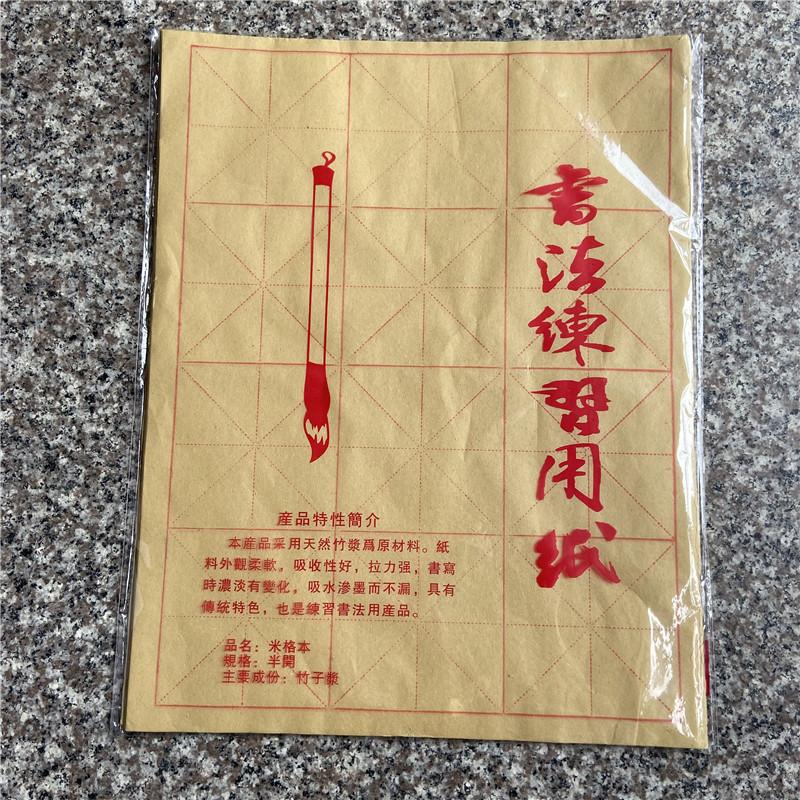 書法練習用紙
産品特性簡介
本産品采用天然竹漿爲原材料。紙
料外觀柔軟。吸收性好，拉力强，書寫
時濃淡有變化。吸水滲墨而不漏，具有
傳統特色，也是練習書法用産品。
品名：米格本
規格：半開
主要成份：竹子漿